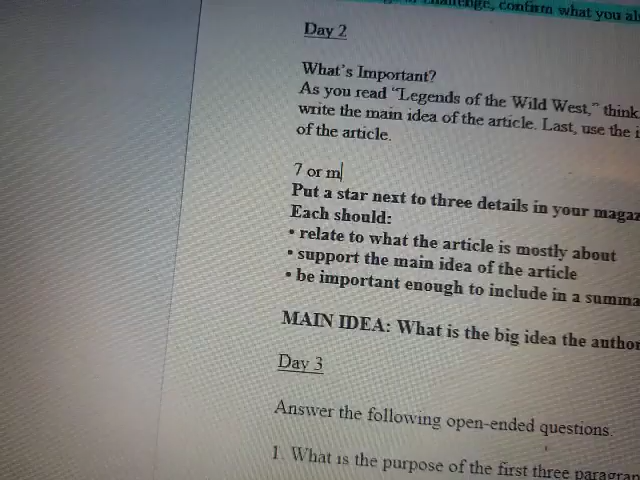 challenge, confirm what you
Day 2
What's Important?
As you read "Legends of the Wild West," think
write the main idea of the article. Last, use the
of the article.
7 or m
Put a star next to three details in your
Each should:
• relate to what the article is mostly about
• support the main idea of the article
• be important enough to include in a
MAIN IDEA: What is the big idea the author
Day 3
Answer the following open-ended questions.
1. What is the purpose of the first three